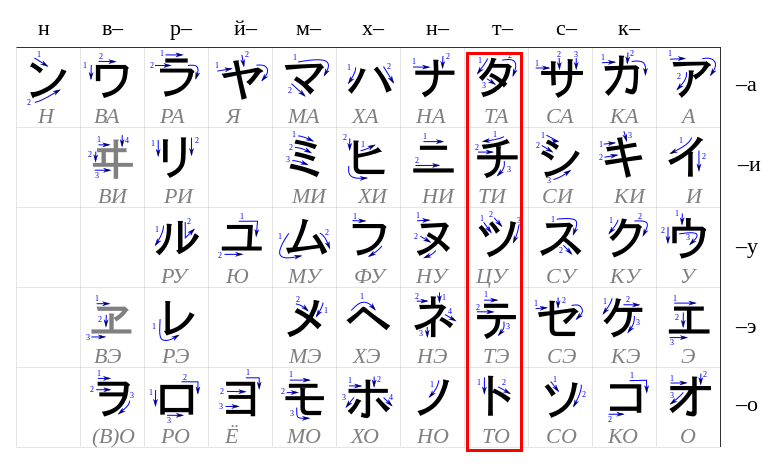 н в– р– й– м– х– н– т– с– к–
ン ワ ラ ヤ マ ハ ナ タ サ カ ア –а
Н ВА РА Я МА ХА НА ТА СА КА А
ヰ リ ミ ヒ ニ チ シ キ イ –и
ВИ РИ МИ ХИ НИ ТИ СИ КИ И
ル ユ ム フ ヌ ツ ス ク ウ –у
РУ Ю МУ ФУ НУ ЦУ СУ КУ У
ヱ レ メ ヘ ネ テ セ ケ エ –э
ВЭ РЭ МЭ ХЭ НЭ ТЭ СЭ КЭ Э
ヲ ロ ヨ モ ホ ノ ト ソ コ オ –о
(В)О РО Ё МО ХО НО ТО СО КО О